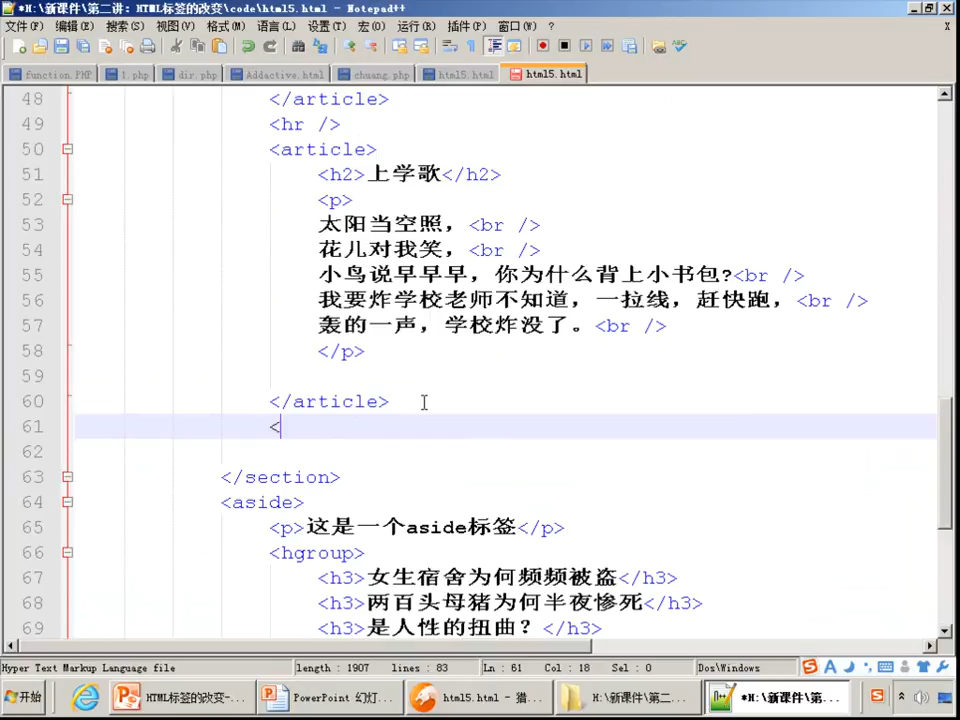 *H:\新课件\第二讲：HTML标签的改变\code\html5.html - Notepad++
文件(F) 编辑(E) 搜索(S) 视图(V) 格式(M) 语言(L) 设置(T) 宏(O) 运行(R) 插件(P) 窗口(W) ?
function.PHP 1.php dir.php Addactive.html chuang.php html5.html html5.html
48 </article>
49 <hr />
50 <article>
51 <h2>上学歌</h2>
52 <p>
53 太阳当空照，<br />
54 花儿对我笑，<br />
55 小鸟说早早早，你为什么背上小书包?<br />
56 我要炸学校老师不知道，一拉线，赶快跑，<br />
57 轰的一声，学校炸没了。<br />
58 </p>
59
60 </article>
61 <
62
63 </section>
64 <aside>
65 <p>这是一个aside标签</p>
66 <hgroup>
67 <h3>女生宿舍为何频频被盗</h3>
68 <h3>两百头母猪为何半夜惨死</h3>
69 <h3>是人性的扭曲？</h3>
Hyper Text Markup Language file length : 1907 lines : 83 Ln : 61 Col : 18 Sel : 0 Dos\Windows
开始 HTML标签的改变-... PowerPoint 幻灯... html5.html - 猎... H:\新课件\第二... *H:\新课件\第...